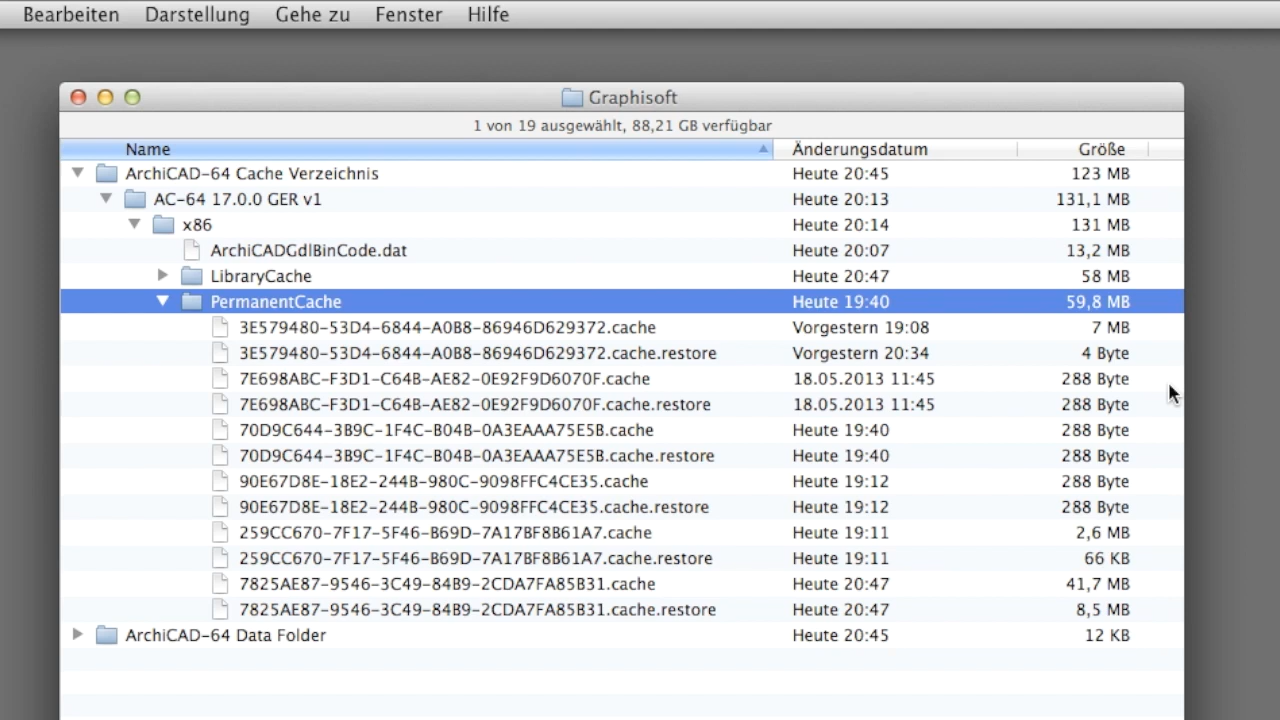 Bearbeiten Darstellung Gehe zu Fenster Hilfe
Graphisoft
1 von 19 ausgewählt, 88,21 GB verfügbar
Name Änderungsdatum Größe
ArchiCAD-64 Cache Verzeichnis Heute 20:45 123 MB
AC-64 17.0.0 GER v1 Heute 20:13 131,1 MB
x86 Heute 20:14 131 MB
ArchiCADGdlBinCode.dat Heute 20:07 13,2 MB
LibraryCache Heute 20:47 58 MB
PermanentCache Heute 19:40 59,8 MB
3E579480-53D4-6844-A0B8-86946D629372.cache Vorgestern 19:08 7 MB
3E579480-53D4-6844-A0B8-86946D629372.cache.restore Vorgestern 20:34 4 Byte
7E698ABC-F3D1-C64B-AE82-0E92F9D6070F.cache 18.05.2013 11:45 288 Byte
7E698ABC-F3D1-C64B-AE82-0E92F9D6070F.cache.restore 18.05.2013 11:45 288 Byte
70D9C644-3B9C-1F4C-B04B-0A3EAAA75E5B.cache Heute 19:40 288 Byte
70D9C644-3B9C-1F4C-B04B-0A3EAAA75E5B.cache.restore Heute 19:40 288 Byte
90E67D8E-18E2-244B-980C-9098FFC4CE35.cache Heute 19:12 288 Byte
90E67D8E-18E2-244B-980C-9098FFC4CE35.cache.restore Heute 19:12 288 Byte
259CC670-7F17-5F46-B69D-7A17BF8B61A7.cache Heute 19:11 2,6 MB
259CC670-7F17-5F46-B69D-7A17BF8B61A7.cache.restore Heute 19:11 66 KB
7825AE87-9546-3C49-84B9-2CDA7FA85B31.cache Heute 20:47 41,7 MB
7825AE87-9546-3C49-84B9-2CDA7FA85B31.cache.restore Heute 20:47 8,5 MB
ArchiCAD-64 Data Folder Heute 20:45 12 KB